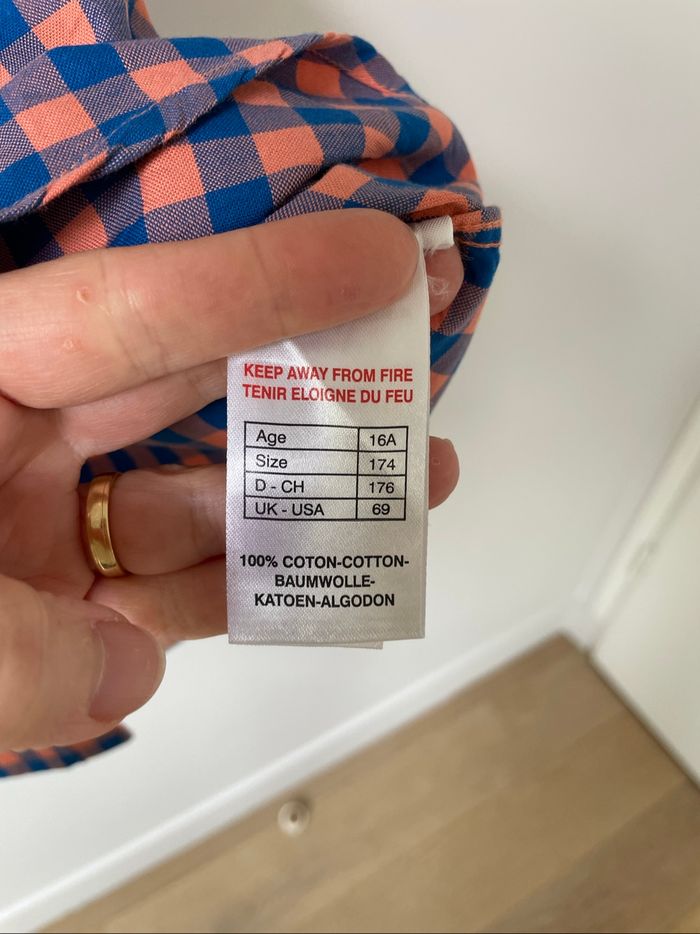 KEEP AWAY FROM FIRE
TENIR ELOIGNE DU FEU
Age 16A
Size 174
D - CH 176
UK - USA 69
100% COTON-COTTON-
BAUMWOLLE-
KATOEN-ALGODON